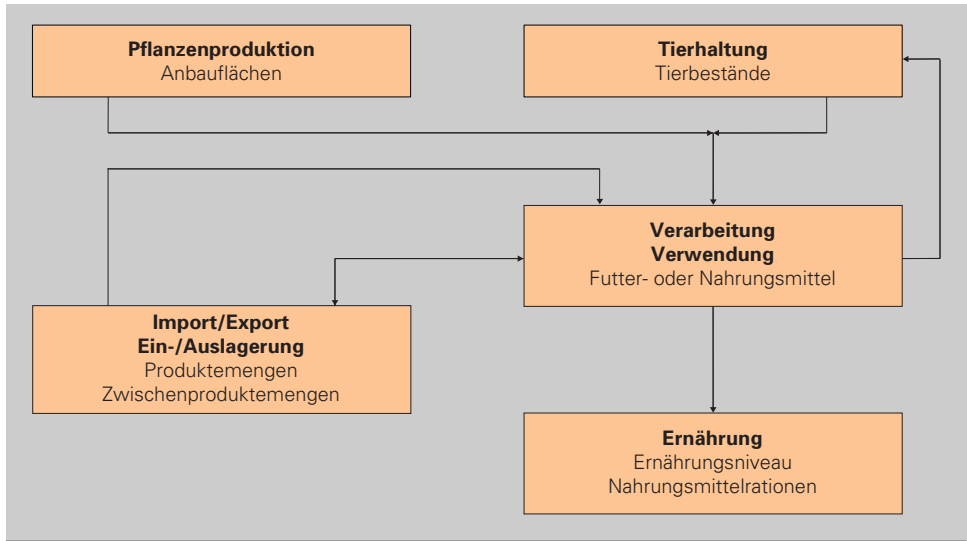 Pflanzenproduktion
Anbauflächen
Tierhaltung
Tierbestände
Verarbeitung
Verwendung
Futter- oder Nahrungsmittel
Import/Export
Ein-/Auslagerung
Produktemengen
Zwischenproduktemengen
Ernährung
Ernährungsniveau
Nahrungsmittelrationen